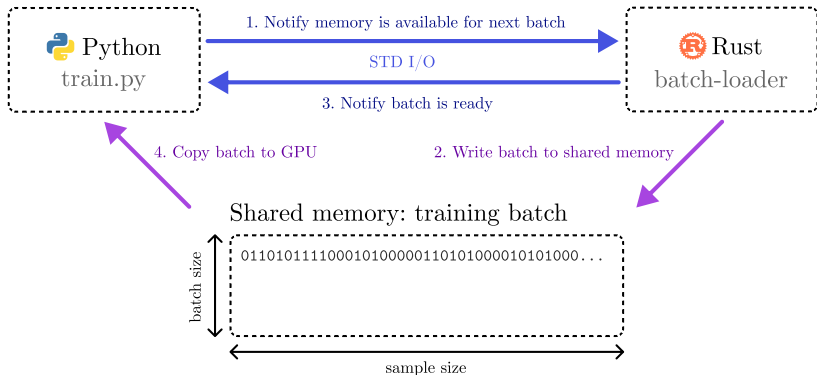 1. Notify memory is available for next batch
Python
train.py
STD I/O
Rust
batch-loader
3. Notify batch is ready
4. Copy batch to GPU
2. Write batch to shared memory
Shared memory: training batch
batch size
011010111100010100000110101000010101000...
sample size